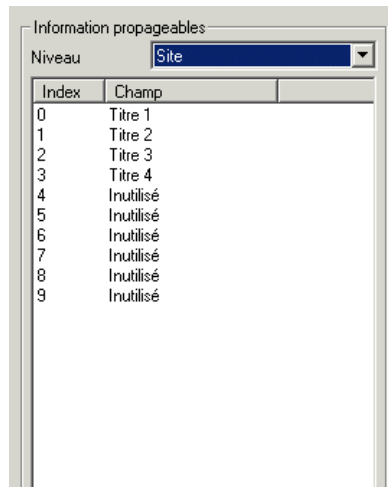 Information propageables
Niveau Site
Index Champ
0 Titre 1
1 Titre 2
2 Titre 3
3 Titre 4
4 Inutilisé
5 Inutilisé
6 Inutilisé
7 Inutilisé
8 Inutilisé
9 Inutilisé